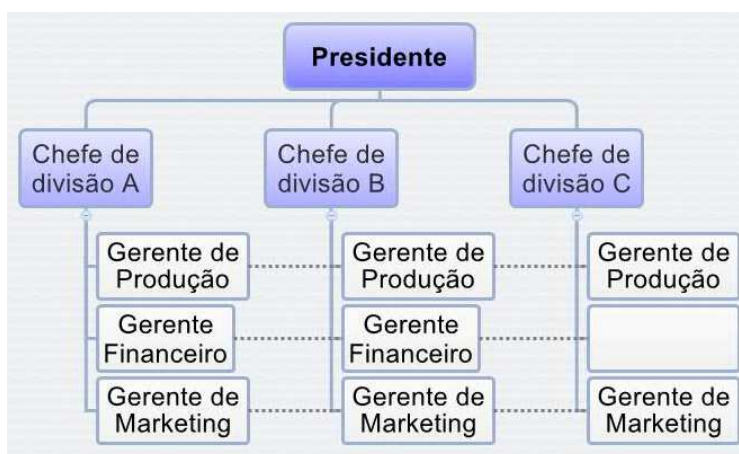 Presidente
Chefe de
divisão A
Chefe de
divisão B
Chefe de
divisão C
Gerente de
Produção
Gerente de
Produção
Gerente de
Produção
Gerente
Financeiro
Gerente
Financeiro
Gerente de
Marketing
Gerente de
Marketing
Gerente de
Marketing